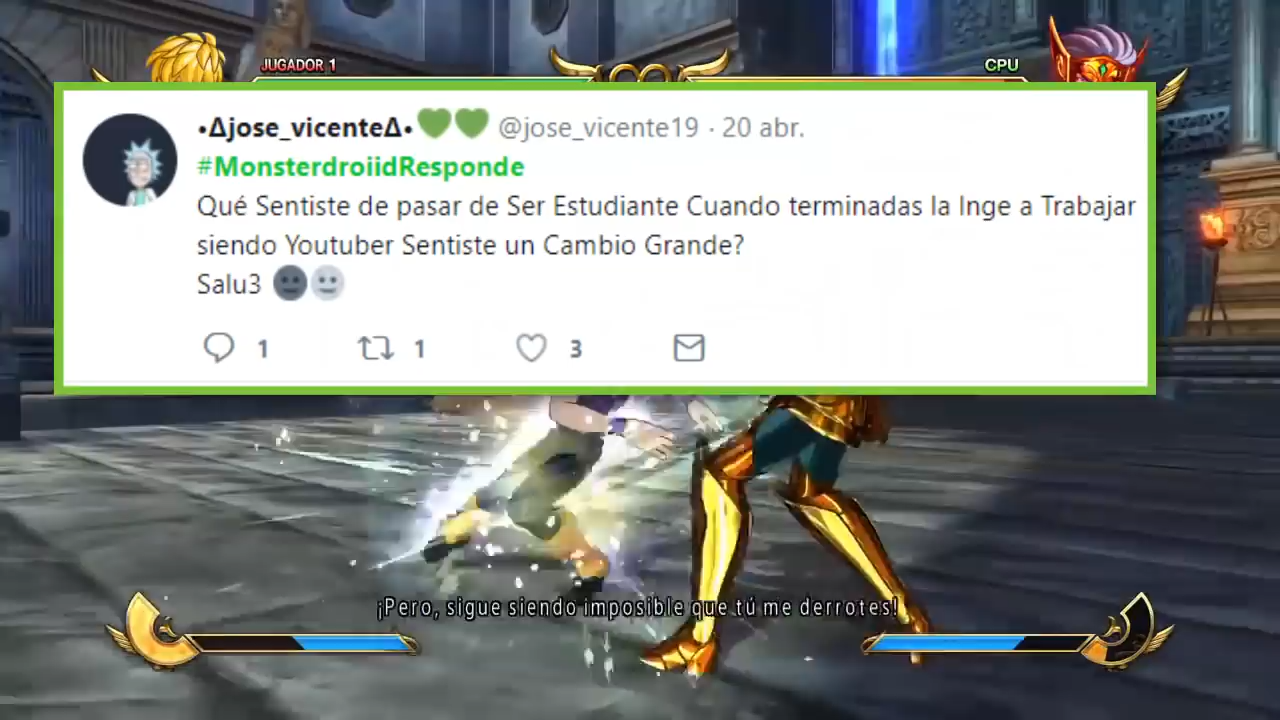 JUGADOR 1
CPU
•Δjose_vicenteΔ•💚💚 @jose_vicente19 · 20 abr.
#MonsterdroiidResponde
Qué Sentiste de pasar de Ser Estudiante Cuando terminadas la Inge a Trabajar
siendo Youtuber Sentiste un Cambio Grande?
Salu3 🌚🌝
1 1 3
¡Pero, sigue siendo imposible que tú me derrotes!